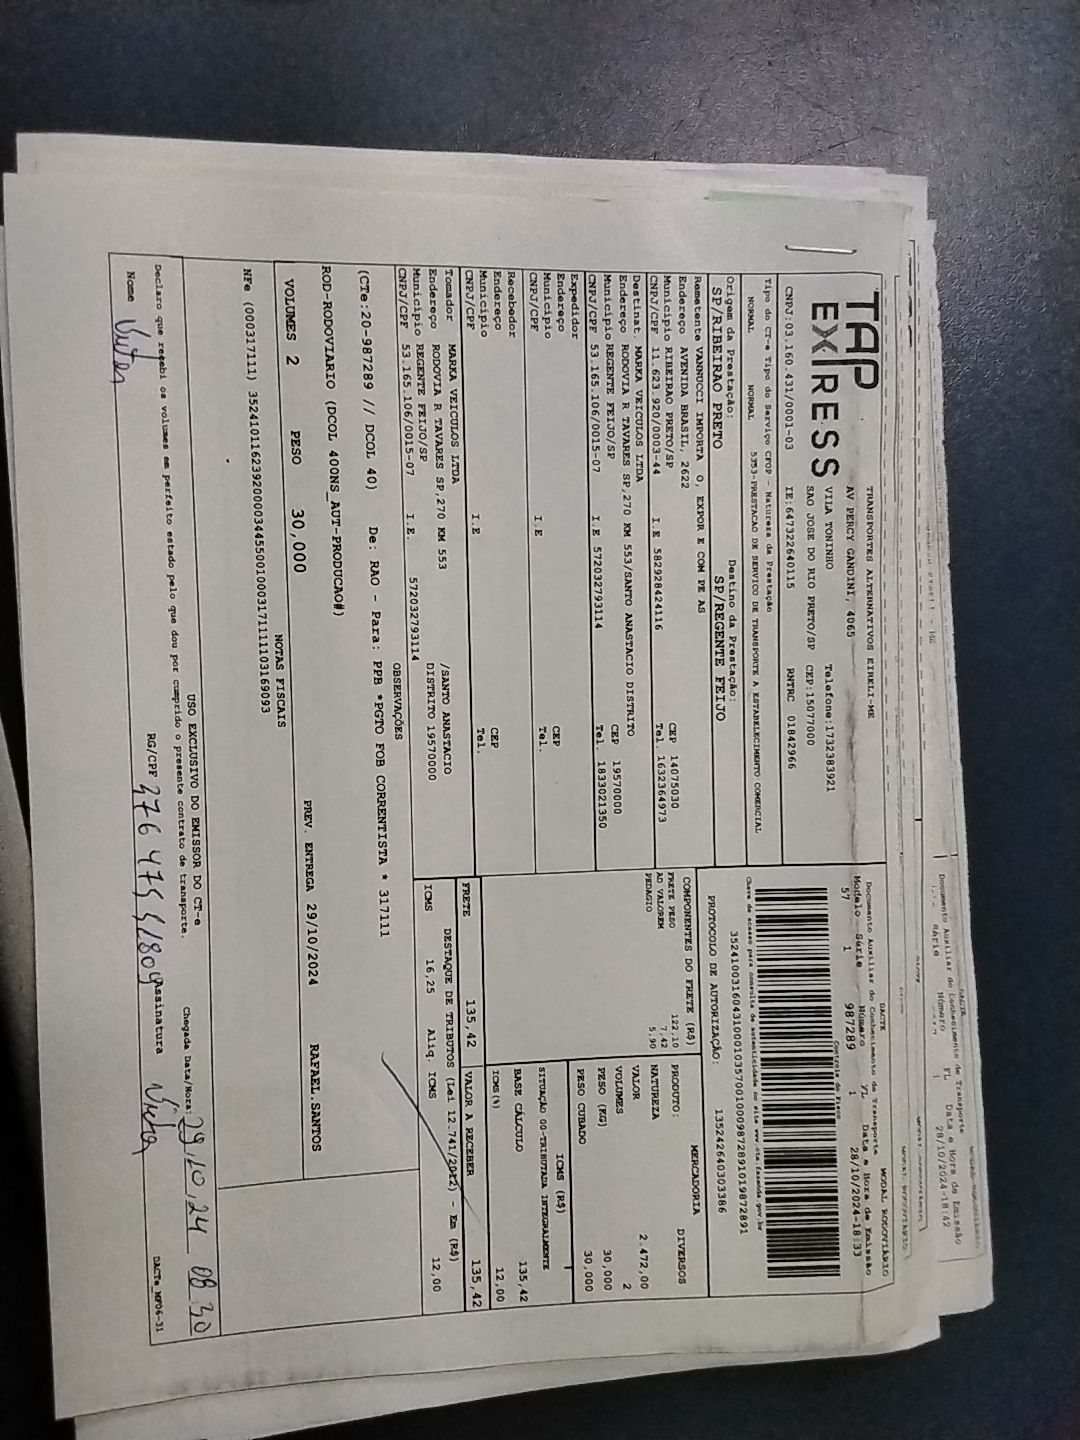 TAP
EXPRESS
TRANSPORTES ALTERNATIVOS EIRELI-ME
AV PERCY GANDINI, 4065
VILA TONINHO Telefone:1732383921
SAO JOSE DO RIO PRETO/SP CEP:15077000
CNPJ:03.160.431/0001-03 IE:647322640115 RNTRC 01842966
DACTE MODAL RODOVIÁRIO
Documento Auxiliar do Conhecimento de Transporte
Modelo Série Número FL Data e Hora de Emissão
57 1 987289 1 28/10/2024-18:33
Controle do Fisco
Chave de acesso para consulta de autenticidade no site www.cte.fazenda.gov.br
35241003160431000103570010009872891019872891
PROTOCOLO DE AUTORIZAÇÃO: 135242640303386
Tipo do CT-e Tipo do Serviço CFOP - Natureza da Prestação
NORMAL NORMAL 5353-PRESTACAO DE SERVICO DE TRANSPORTE A ESTABELECIMENTO COMERCIAL
Origem da Prestação: Destino da Prestação:
SP/RIBEIRAO PRETO SP/REGENTE FEIJO
Remetente VANNUCCI IMPORTA O, EXPOR E COM PE AS
Endereço AVENIDA BRASIL, 2622 CEP 14075030
Município RIBEIRAO PRETO/SP Tel. 1632364973
CNPJ/CPF 11.623.920/0003-44 I.E 582928424116
Destinat. MARKA VEICULOS LTDA
Endereço RODOVIA R TAVARES SP,270 KM 553/SANTO ANASTACIO DISTRITO
Município REGENTE FEIJO/SP CEP 19570000
CNPJ/CPF 53.165.106/0015-07 I.E 572032793114 Tel. 1833021350
Expedidor
Endereço
Município CEP
CNPJ/CPF I.E Tel.
Recebedor
Endereço
Município CEP
CNPJ/CPF I.E Tel.
Tomador MARKA VEICULOS LTDA
Endereço RODOVIA R TAVARES SP,270 KM 553 /SANTO ANASTACIO
Município REGENTE FEIJO/SP DISTRITO 19570000
CNPJ/CPF 53.165.106/0015-07 I.E. 572032793114
COMPONENTES DO FRETE (R$)
FRETE PESO 122,10
AD VALOREM 7,42
PEDAGIO 5,90
MERCADORIA
PRODUTO: DIVERSOS
NATUREZA
VALOR 2.472,00
VOLUMES 2
PESO (KG) 30,000
PESO CUBADO 30,000
ICMS (R$)
SITUAÇÃO 00-TRIBUTADA INTEGRALMENTE
BASE CÁLCULO 135,42
ICMS(%) 12,00
FRETE 135,42 VALOR A RECEBER 135,42
DESTAQUE DE TRIBUTOS (Lei 12.741/2012) - Em (R$)
ICMS 16,25 Aliq. ICMS 12,00
OBSERVAÇÕES
(CTe:20-987289 // DCOL 40) De: RAO - Para: PPB *PGTO FOB CORRENTISTA * 317111
ROD-RODOVIARIO (DCOL 400NS_AUT-PRODUCAO#)
VOLUMES 2 PESO 30,000 PREV. ENTREGA 29/10/2024 RAFAEL.SANTOS
NOTAS FISCAIS
NFe (000317111) 35241011623920000344550010003171111103169093
USO EXCLUSIVO DO EMISSOR DO CT-e
Declaro que recebi os volumes em perfeito estado pelo que dou por cumprido o presente contrato de transporte. Chegada Data/Hora: 29,10,24 08:30
Nome RG/CPF Assinatura
DACTe_MP06-31